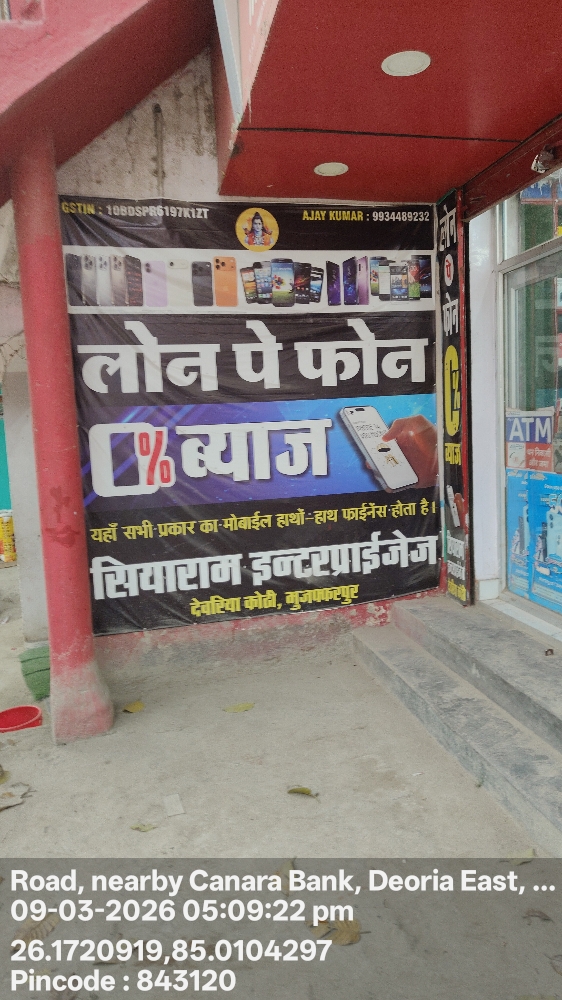 GSTIN : 10BDSPR6197K1ZT
AJAY KUMAR : 9934489232
लोन पे फोन
0% ब्याज
यहाँ सभी प्रकार का मोबाईल हाथों-हाथ फाईनेंस होता है।
सियाराम इन्टरप्राईजेज
देवरिया कोठी, मुजफ्फरपुर
लोन
पे
फोन
0%
ब्याज
ATM
Road, nearby Canara Bank, Deoria East, ...
09-03-2026 05:09:22 pm
26.1720919,85.0104297
Pincode : 843120